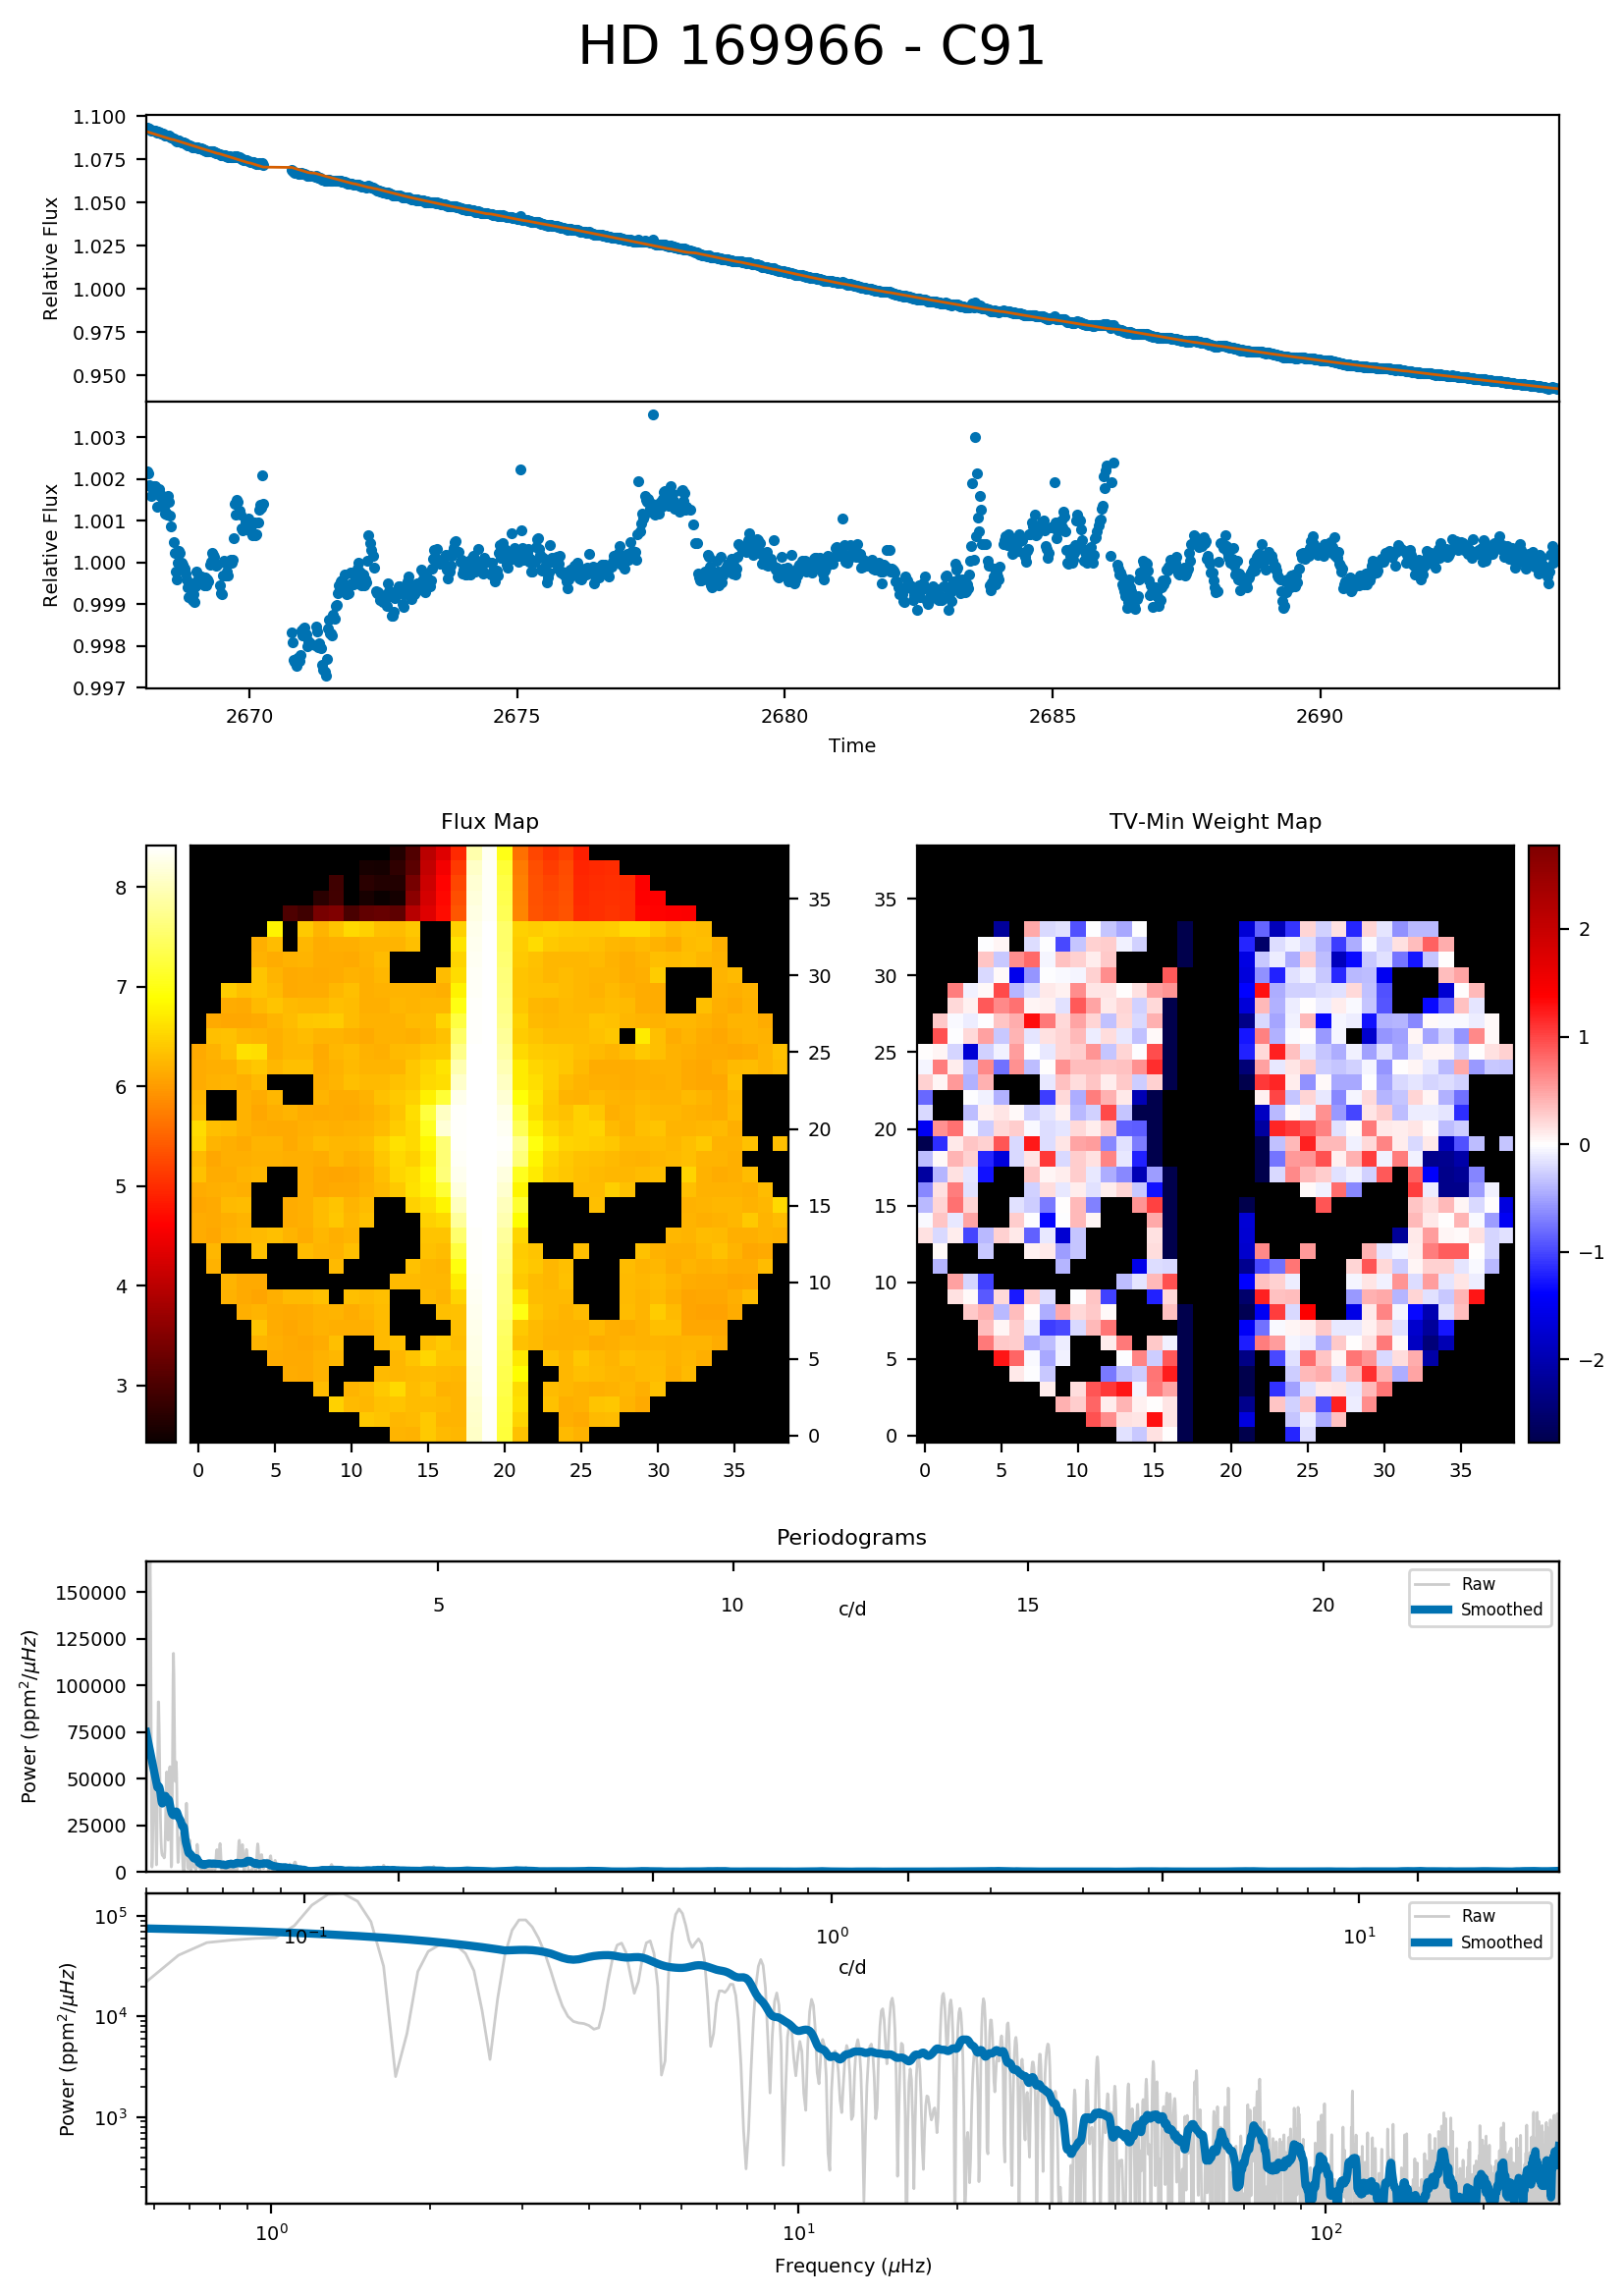 HD 169966 - C91
1.100
1.075
1.050
1.025
1.000
0.975
0.950
Relative Flux
1.003
1.002
1.001
1.000
0.999
0.998
0.997
Relative Flux
2670 2675 2680 2685 2690
Time
Flux Map
8
7
6
5
4
3
35
30
25
20
15
10
5
0
0 5 10 15 20 25 30 35
TV-Min Weight Map
35
30
25
20
15
10
5
0
2
1
0
−1
−2
0 5 10 15 20 25 30 35
Periodograms
150000
125000
100000
75000
50000
25000
0
Power (ppm²/μHz)
5 10 15 20
c/d
Raw
Smoothed
10⁵
10⁴
10³
Power (ppm²/μHz)
10⁻¹ 10⁰ 10¹
c/d
Raw
Smoothed
10⁰ 10¹ 10²
Frequency (μHz)